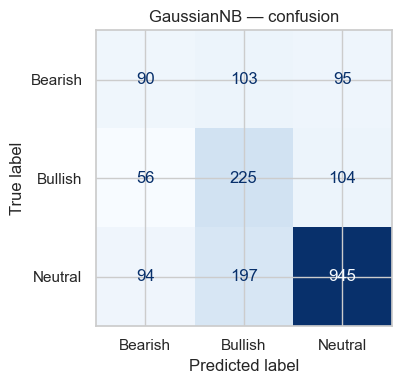 GaussianNB — confusion
Bearish 90 103 95
Bullish 56 225 104
Neutral 94 197 945
Bearish Bullish Neutral
Predicted label
True label